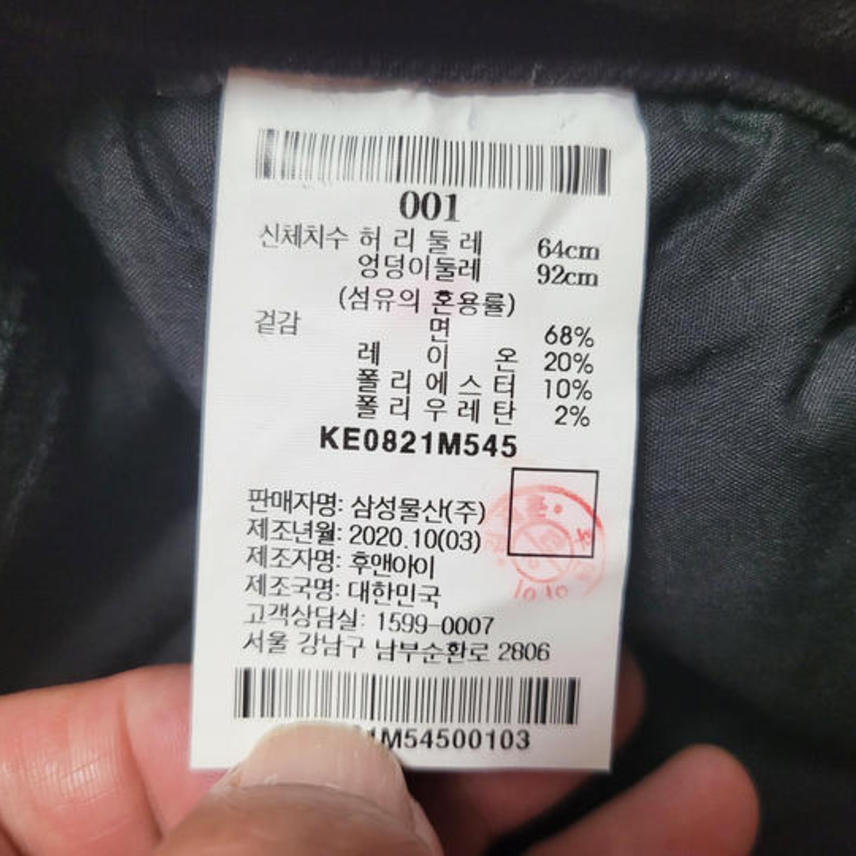 001
신체치수 허 리 둘 레 64cm
엉덩이둘레 92cm
(섬유의 혼용률)
겉감 면 68%
레 이 온 20%
폴 리 에 스 터 10%
폴 리 우 레 탄 2%
KE0821M545
판매자명: 삼성물산(주)
제조년월: 2020.10(03)
제조자명: 후앤아이
제조국명: 대한민국
고객상담실: 1599-0007
서울 강남구 남부순환로 2806
1M54500103